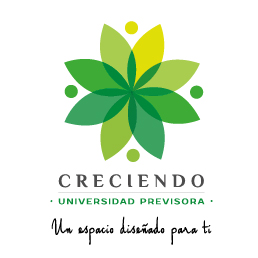 CRECIENDO
· UNIVERSIDAD PREVISORA ·
Un espacio diseñado para ti